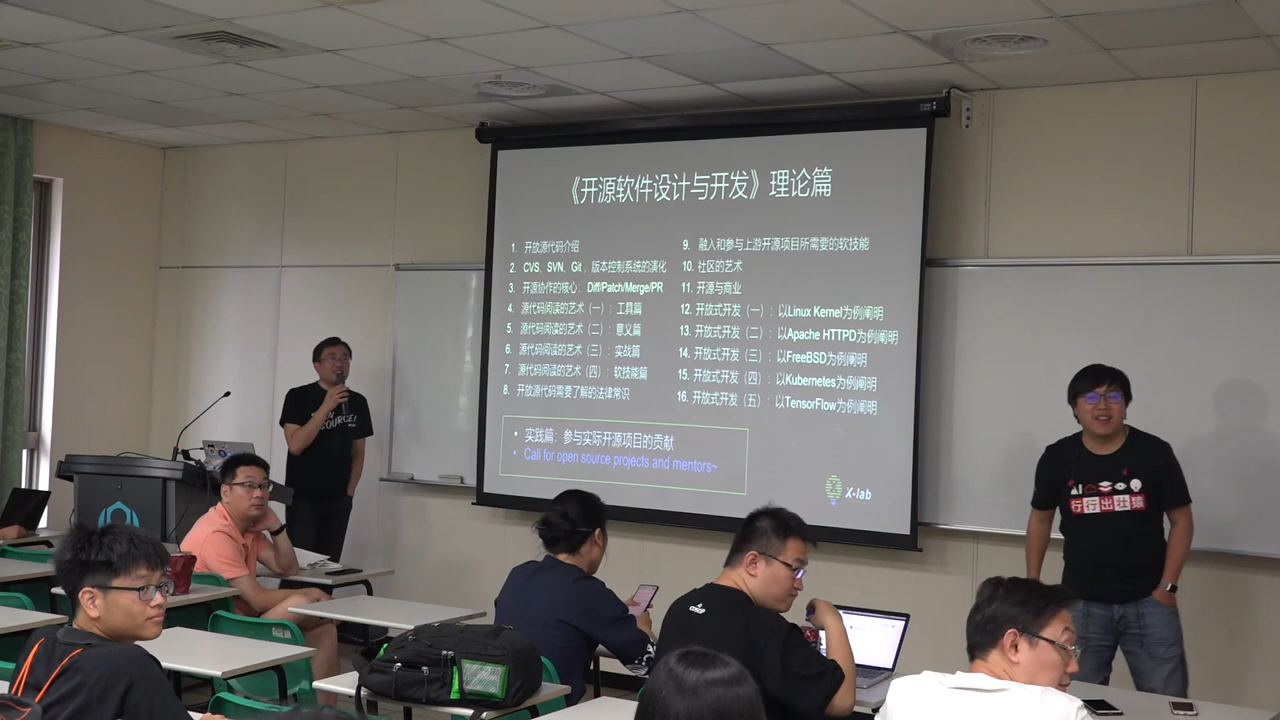 《开源软件设计与开发》理论篇
1. 开放源代码介绍
2. CVS、SVN、Git，版本控制系统的演化
3. 开源协作的核心：Diff/Patch/Merge/PR
4. 源代码阅读的艺术（一）：工具篇
5. 源代码阅读的艺术（二）：意义篇
6. 源代码阅读的艺术（三）：实战篇
7. 源代码阅读的艺术（四）：软技能篇
8. 开放源代码需要了解的法律常识
9. 融入和参与上游开源项目所需要的软技能
10. 社区的艺术
11. 开源与商业
12. 开放式开发（一）：以Linux Kernel为例阐明
13. 开放式开发（二）：以Apache HTTPD为例阐明
14. 开放式开发（三）：以FreeBSD为例阐明
15. 开放式开发（四）：以Kubernetes为例阐明
16. 开放式开发（五）：以TensorFlow为例阐明
• 实践篇：参与实际开源项目的贡献
• Call for open source projects and mentors~
X-lab
SOURCE!
行行出壮猿